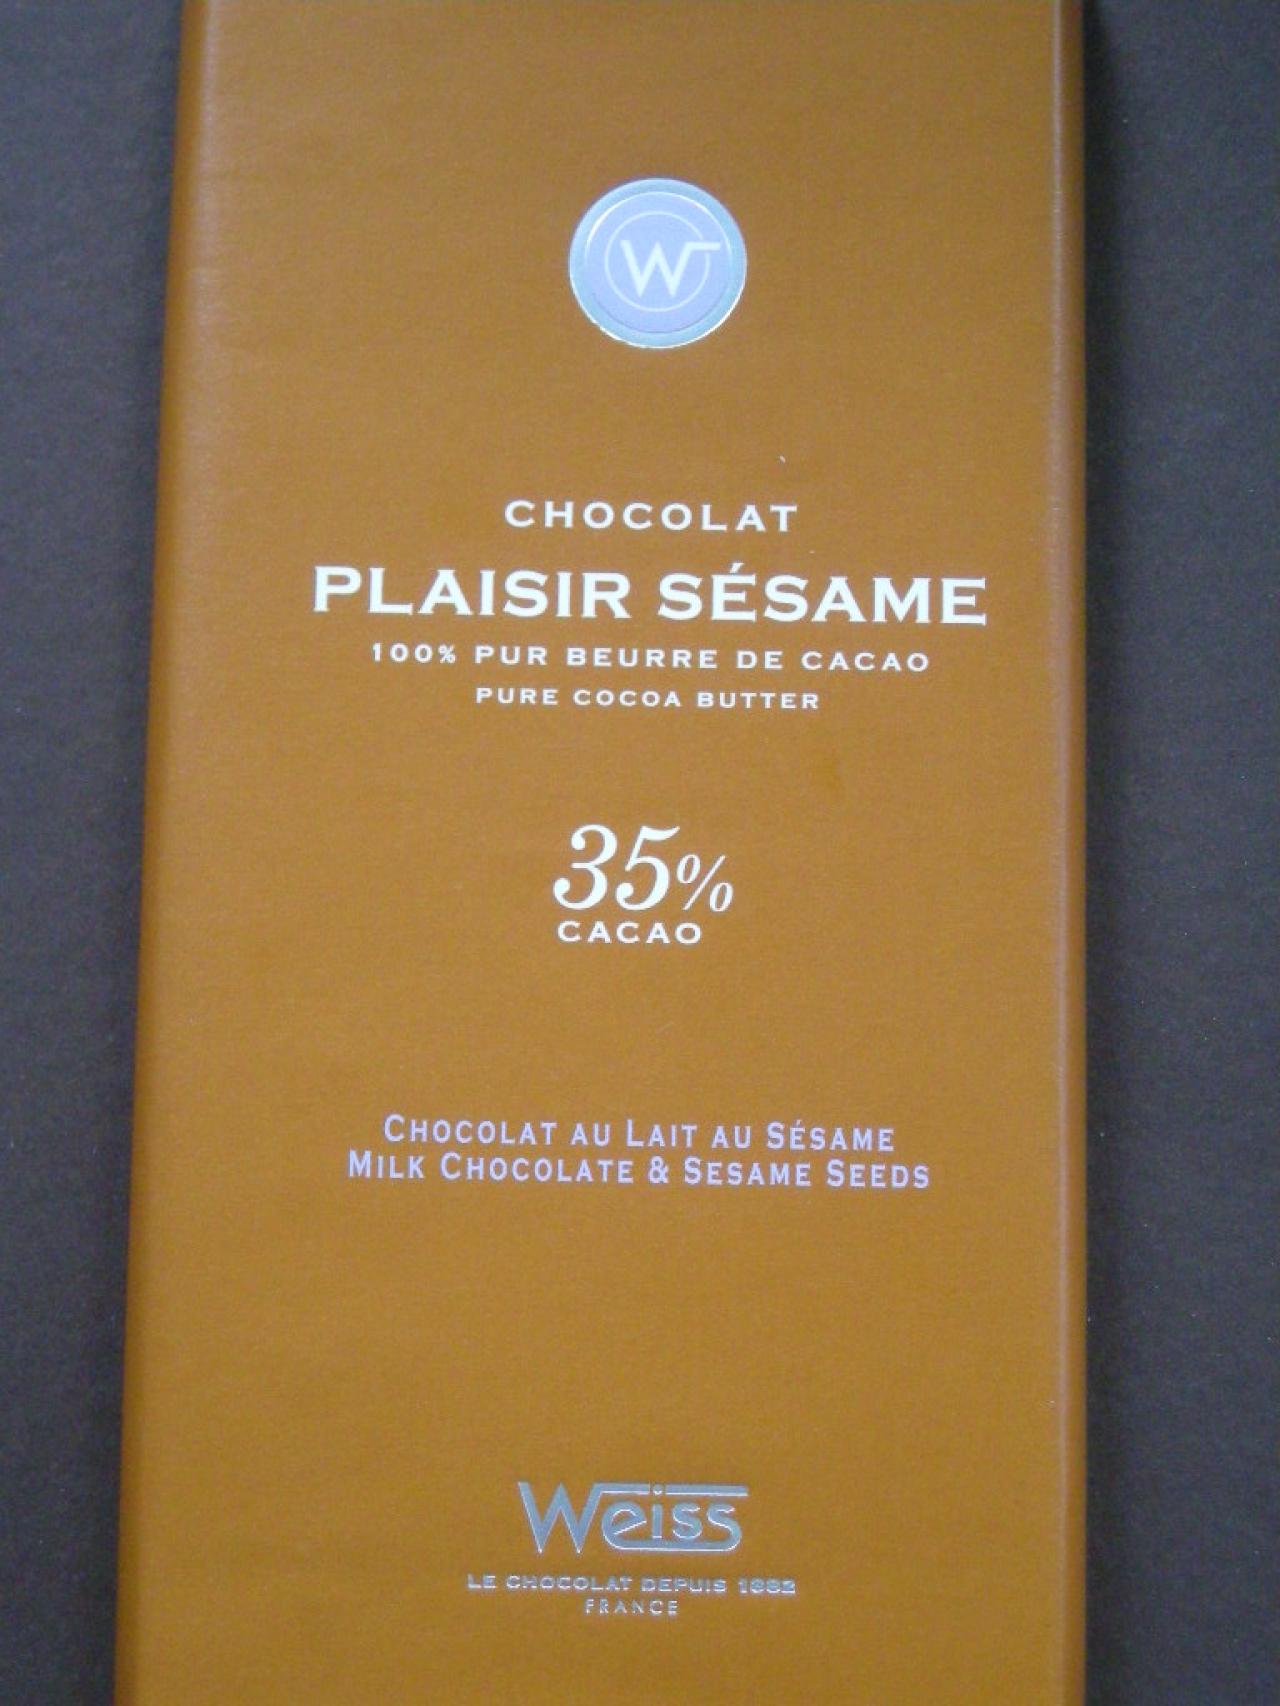 W
CHOCOLAT
PLAISIR SÉSAME
100% PUR BEURRE DE CACAO
PURE COCOA BUTTER
35%
CACAO
CHOCOLAT AU LAIT AU SÉSAME
MILK CHOCOLATE & SESAME SEEDS
Weiss
LE CHOCOLAT DEPUIS 1882
FRANCE